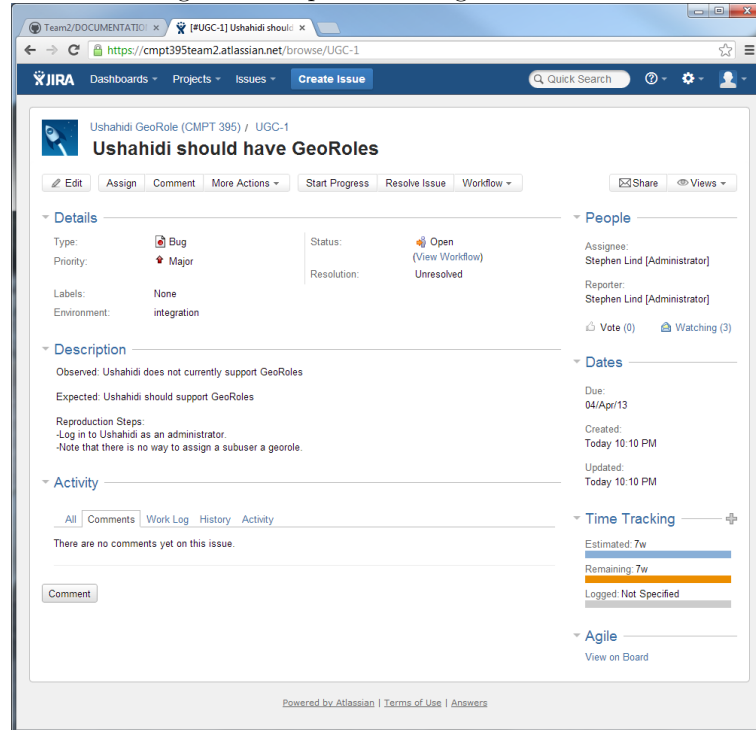 Team2/DOCUMENTATIO
[#UGC-1] Ushahidi should
https://cmpt395team2.atlassian.net/browse/UGC-1
JIRA Dashboards Projects Issues Create Issue Quick Search
Ushahidi GeoRole (CMPT 395) / UGC-1
Ushahidi should have GeoRoles
Edit Assign Comment More Actions Start Progress Resolve Issue Workflow Share Views
Details
Type: Bug
Priority: Major
Labels: None
Environment: integration
Status: Open
(View Workflow)
Resolution: Unresolved
Description
Observed: Ushahidi does not currently support GeoRoles
Expected: Ushahidi should support GeoRoles
Reproduction Steps:
-Log in to Ushahidi as an administrator.
-Note that there is no way to assign a subuser a georole.
Activity
All Comments Work Log History Activity
There are no comments yet on this issue.
Comment
People
Assignee:
Stephen Lind [Administrator]
Reporter:
Stephen Lind [Administrator]
Vote (0) Watching (3)
Dates
Due:
04/Apr/13
Created:
Today 10:10 PM
Updated:
Today 10:10 PM
Time Tracking
Estimated: 7w
Remaining: 7w
Logged: Not Specified
Agile
View on Board
Powered by Atlassian | Terms of Use | Answers